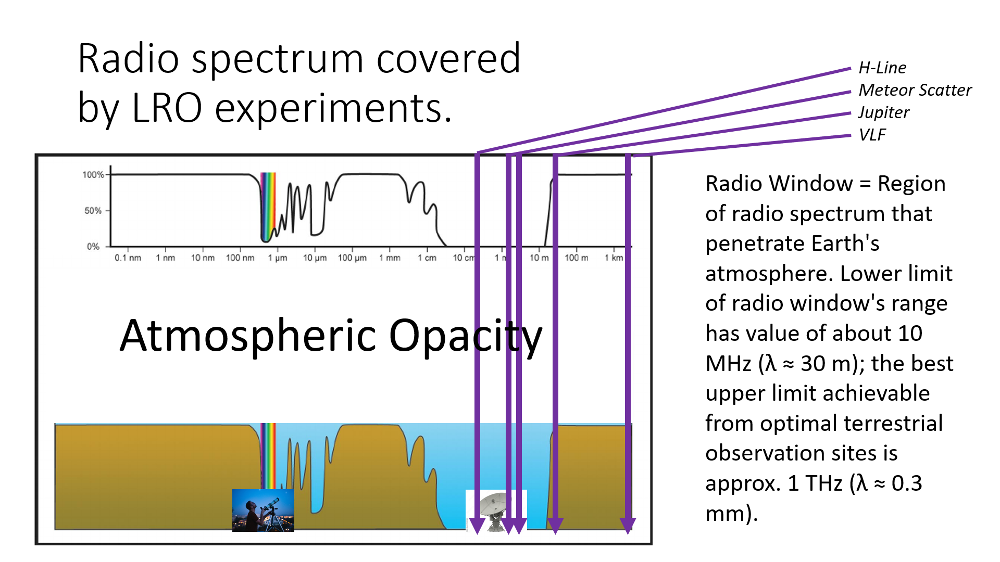 Radio spectrum covered
by LRO experiments.
H-Line
Meteor Scatter
Jupiter
VLF
100%
50%
0%
0.1 nm 1 nm 10 nm 100 nm 1 μm 10 μm 100 μm 1 mm 1 cm 10 cm 1 m 10 m 100 m 1 km
Atmospheric Opacity
Radio Window = Region
of radio spectrum that
penetrate Earth's
atmosphere. Lower limit
of radio window's range
has value of about 10
MHz (λ ≈ 30 m); the best
upper limit achievable
from optimal terrestrial
observation sites is
approx. 1 THz (λ ≈ 0.3
mm).